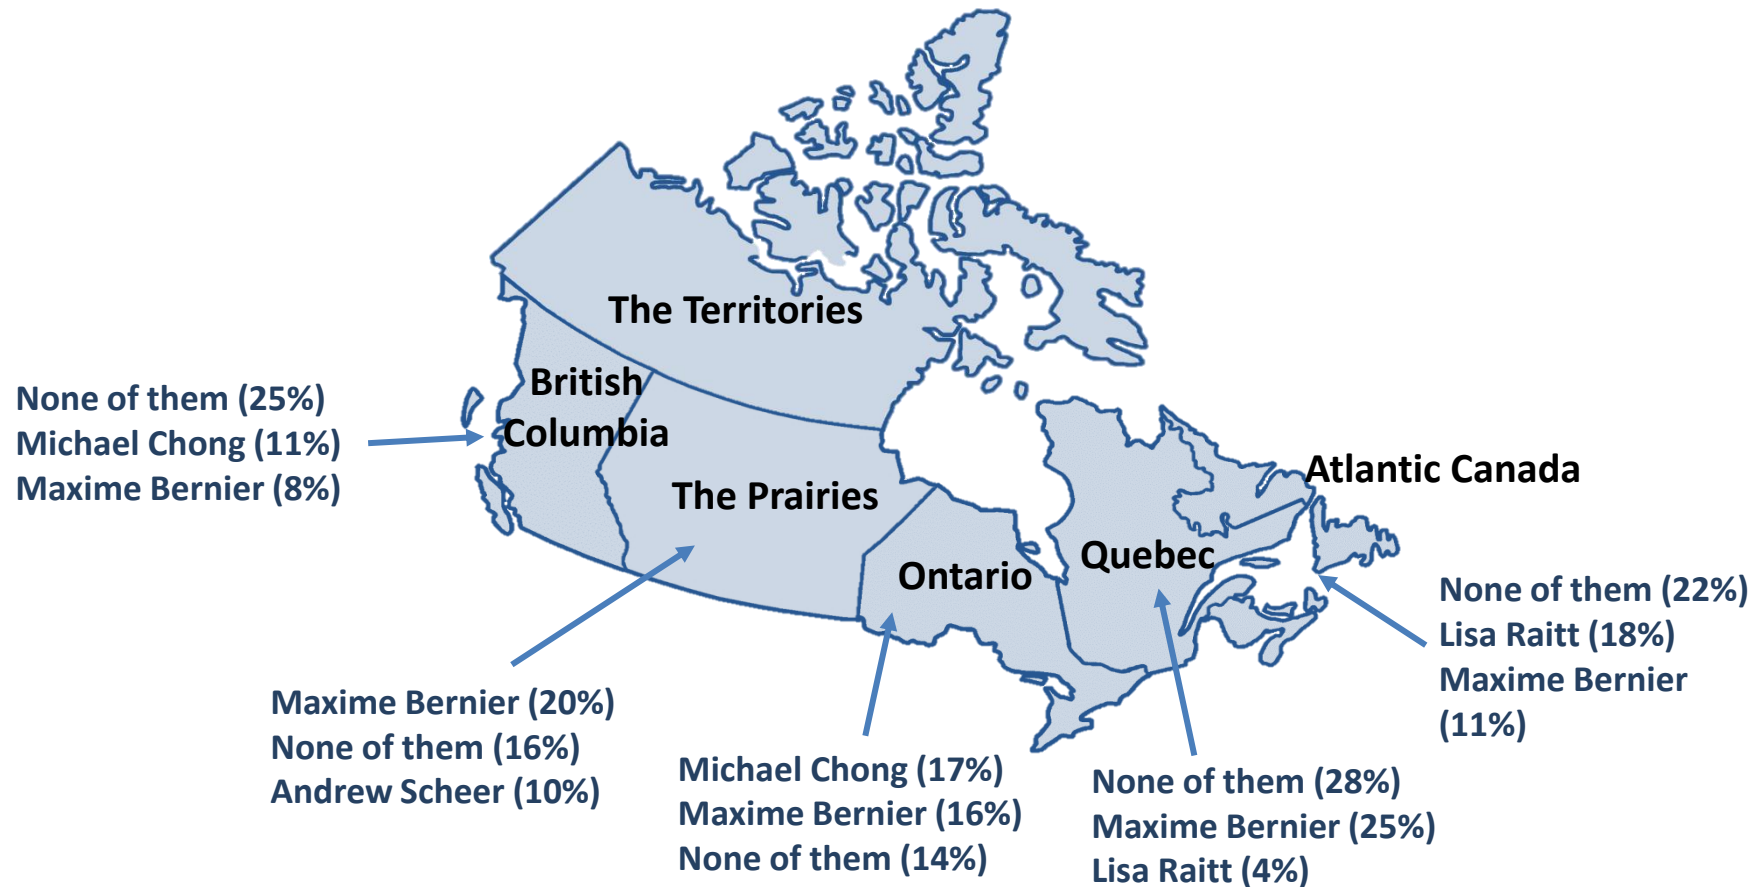 The Territories
British
Columbia
None of them (25%)
Michael Chong (11%)
Maxime Bernier (8%)
The Prairies
Atlantic Canada
Quebec
Ontario
None of them (22%)
Lisa Raitt (18%)
Maxime Bernier
(11%)
Maxime Bernier (20%)
None of them (16%)
Andrew Scheer (10%)
Michael Chong (17%)
Maxime Bernier (16%)
None of them (14%)
None of them (28%)
Maxime Bernier (25%)
Lisa Raitt (4%)